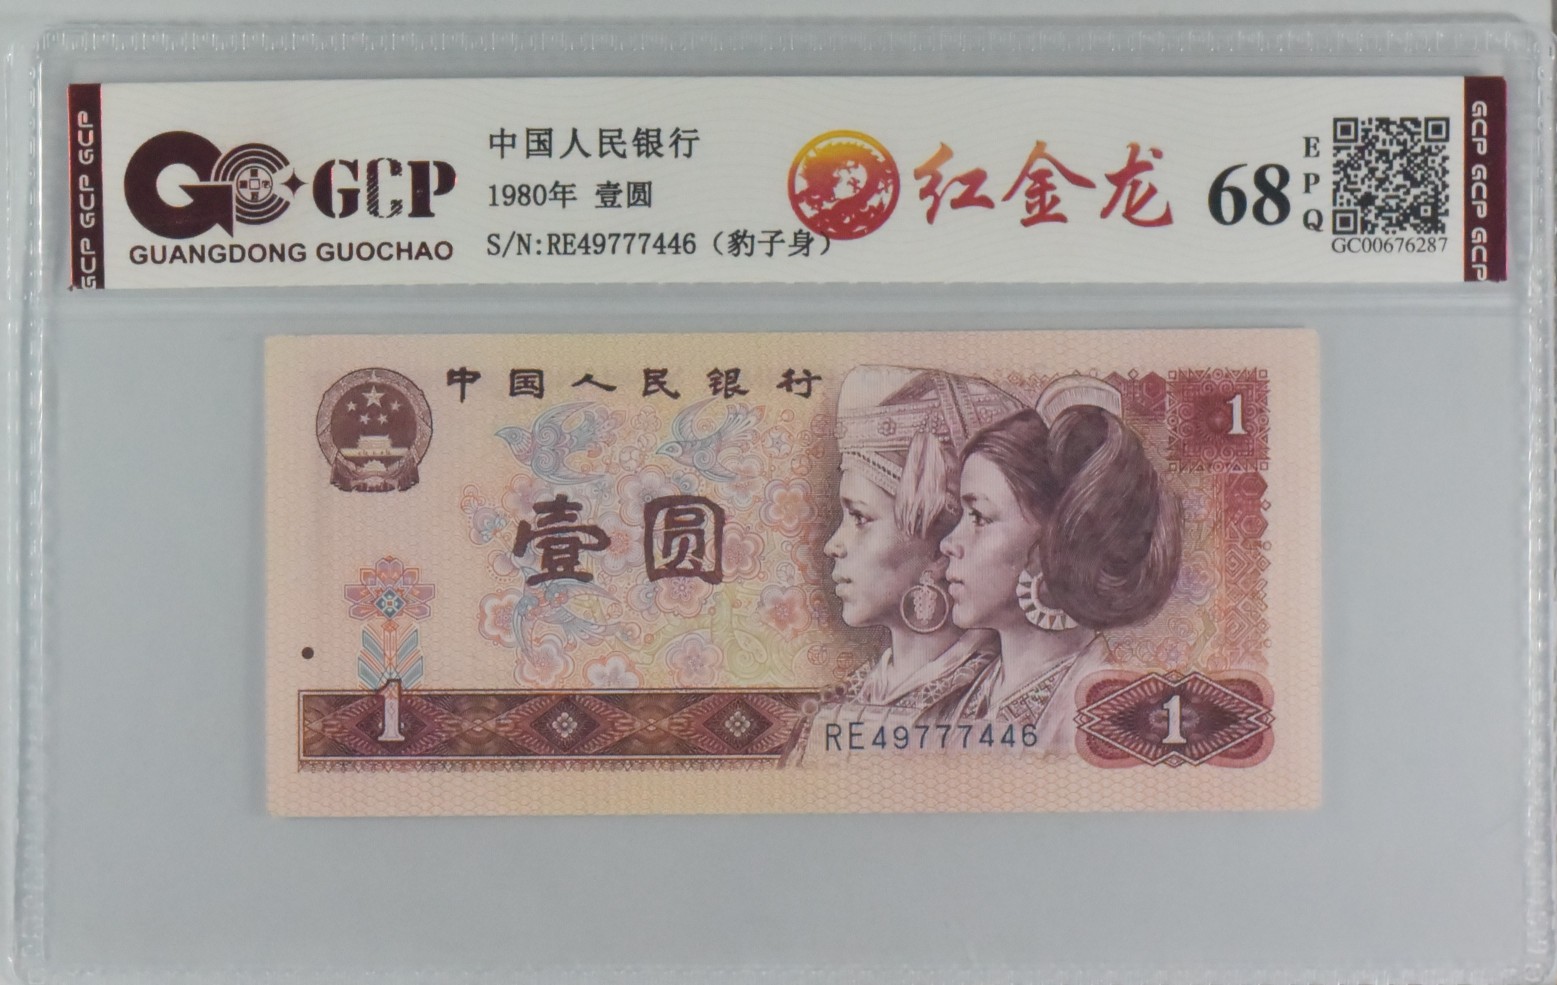 GCP GCP GCP
GCP
GUANGDONG GUOCHAO
中国人民银行
1980年 壹圆
S/N:RE49777446（豹子身）
红金龙
68
EPQ
GC00676287
GCP GCP GCP
中国人民银行
1
壹圆
1
RE49777446
1